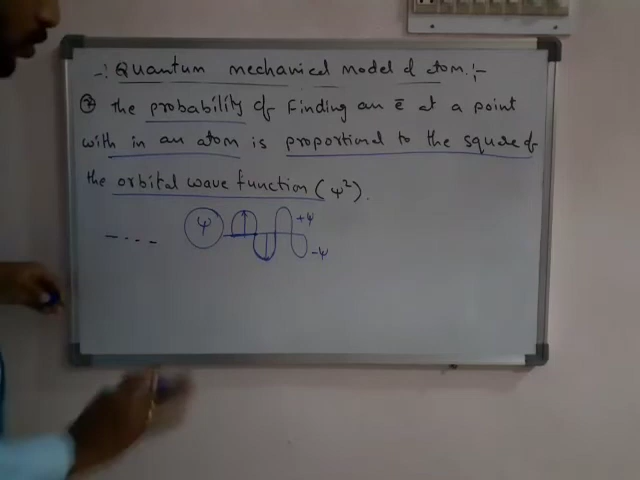 -: Quantum mechanical model of atom:-
The probability of Finding an e̅ at a point
with in an atom is proportional to the square of
the orbital wave function (ψ²).
ψ +ψ
-ψ